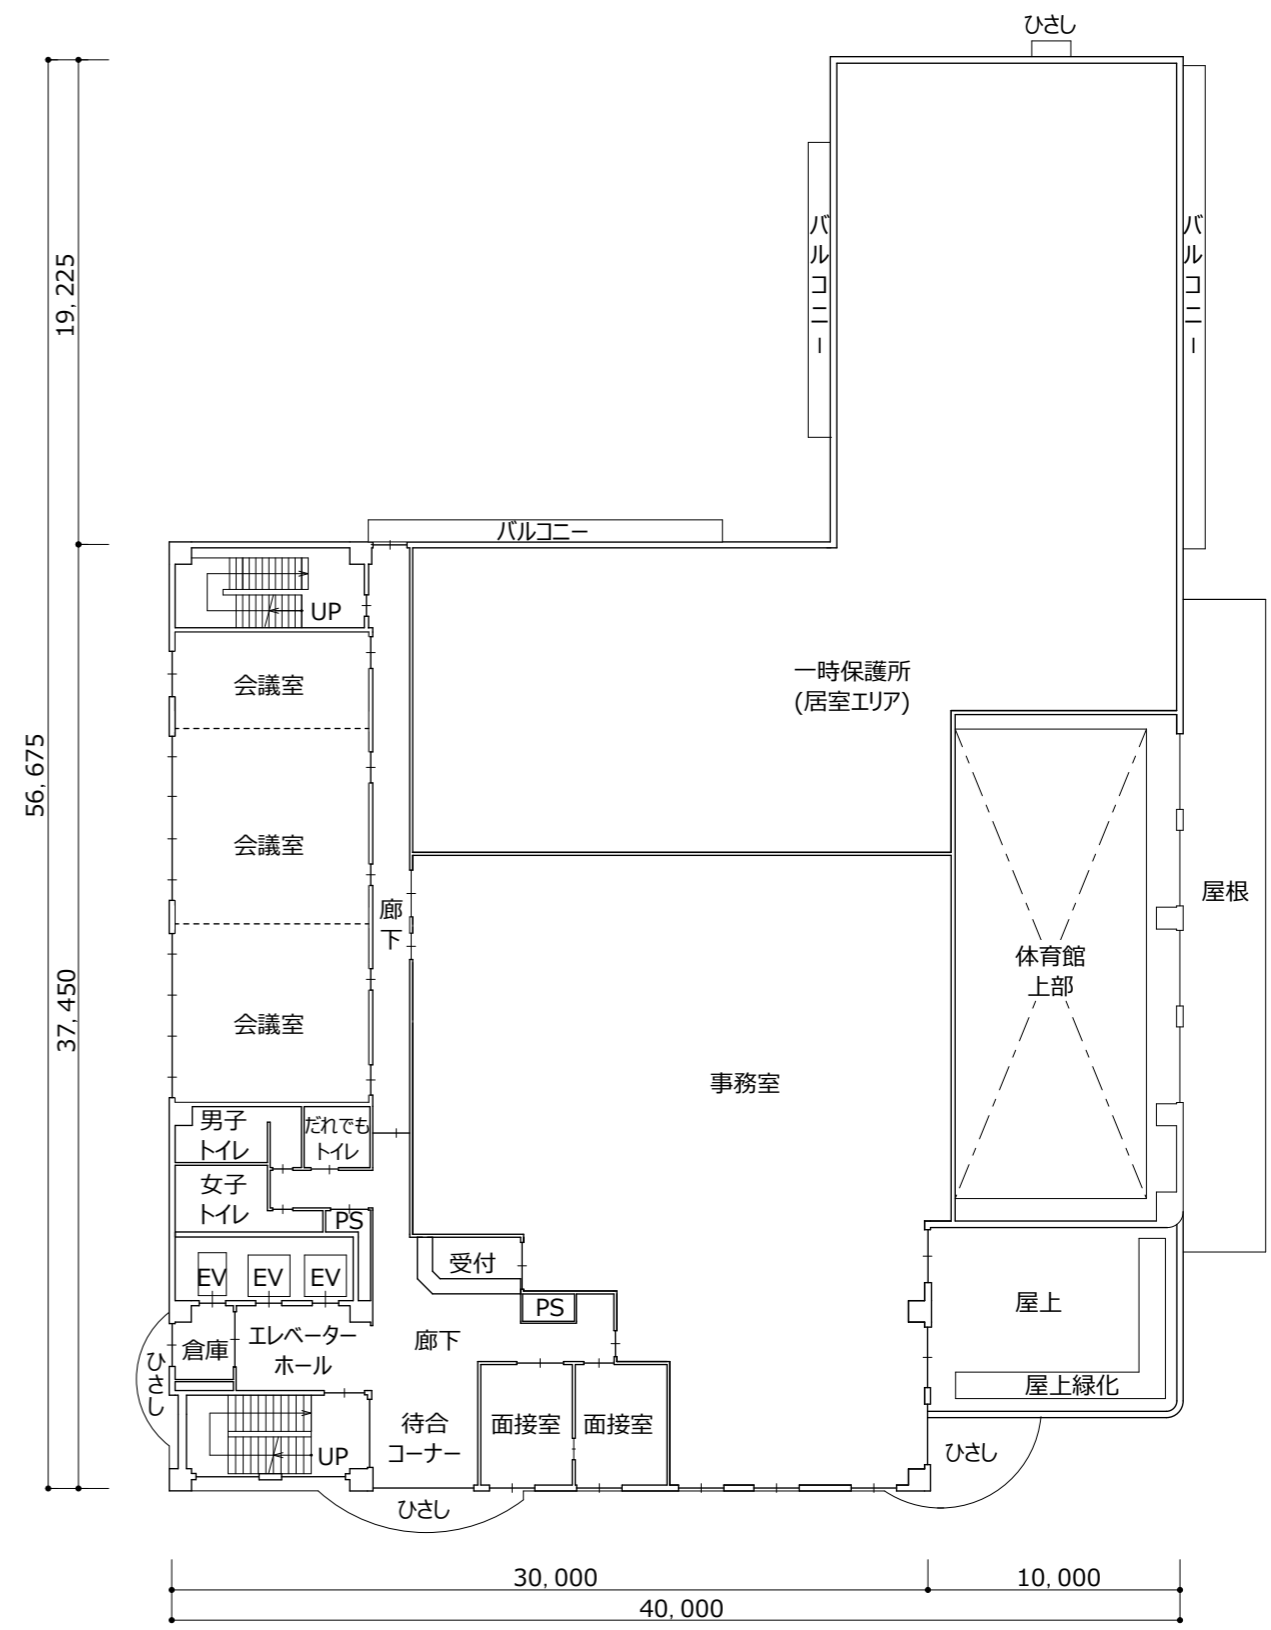 ひさし
バルコニー
バルコニー
19,225
バルコニー
UP
会議室
一時保護所
(居室エリア)
56,675
会議室
廊下
屋根
体育館
上部
37,450
会議室
事務室
男子
トイレ
だれでも
トイレ
女子
トイレ
PS
EV
EV
EV
受付
PS
屋上
倉庫
エレベーター
ホール
廊下
ひさし
屋上緑化
待合
コーナー
面接室
面接室
UP
ひさし
ひさし
30,000
10,000
40,000